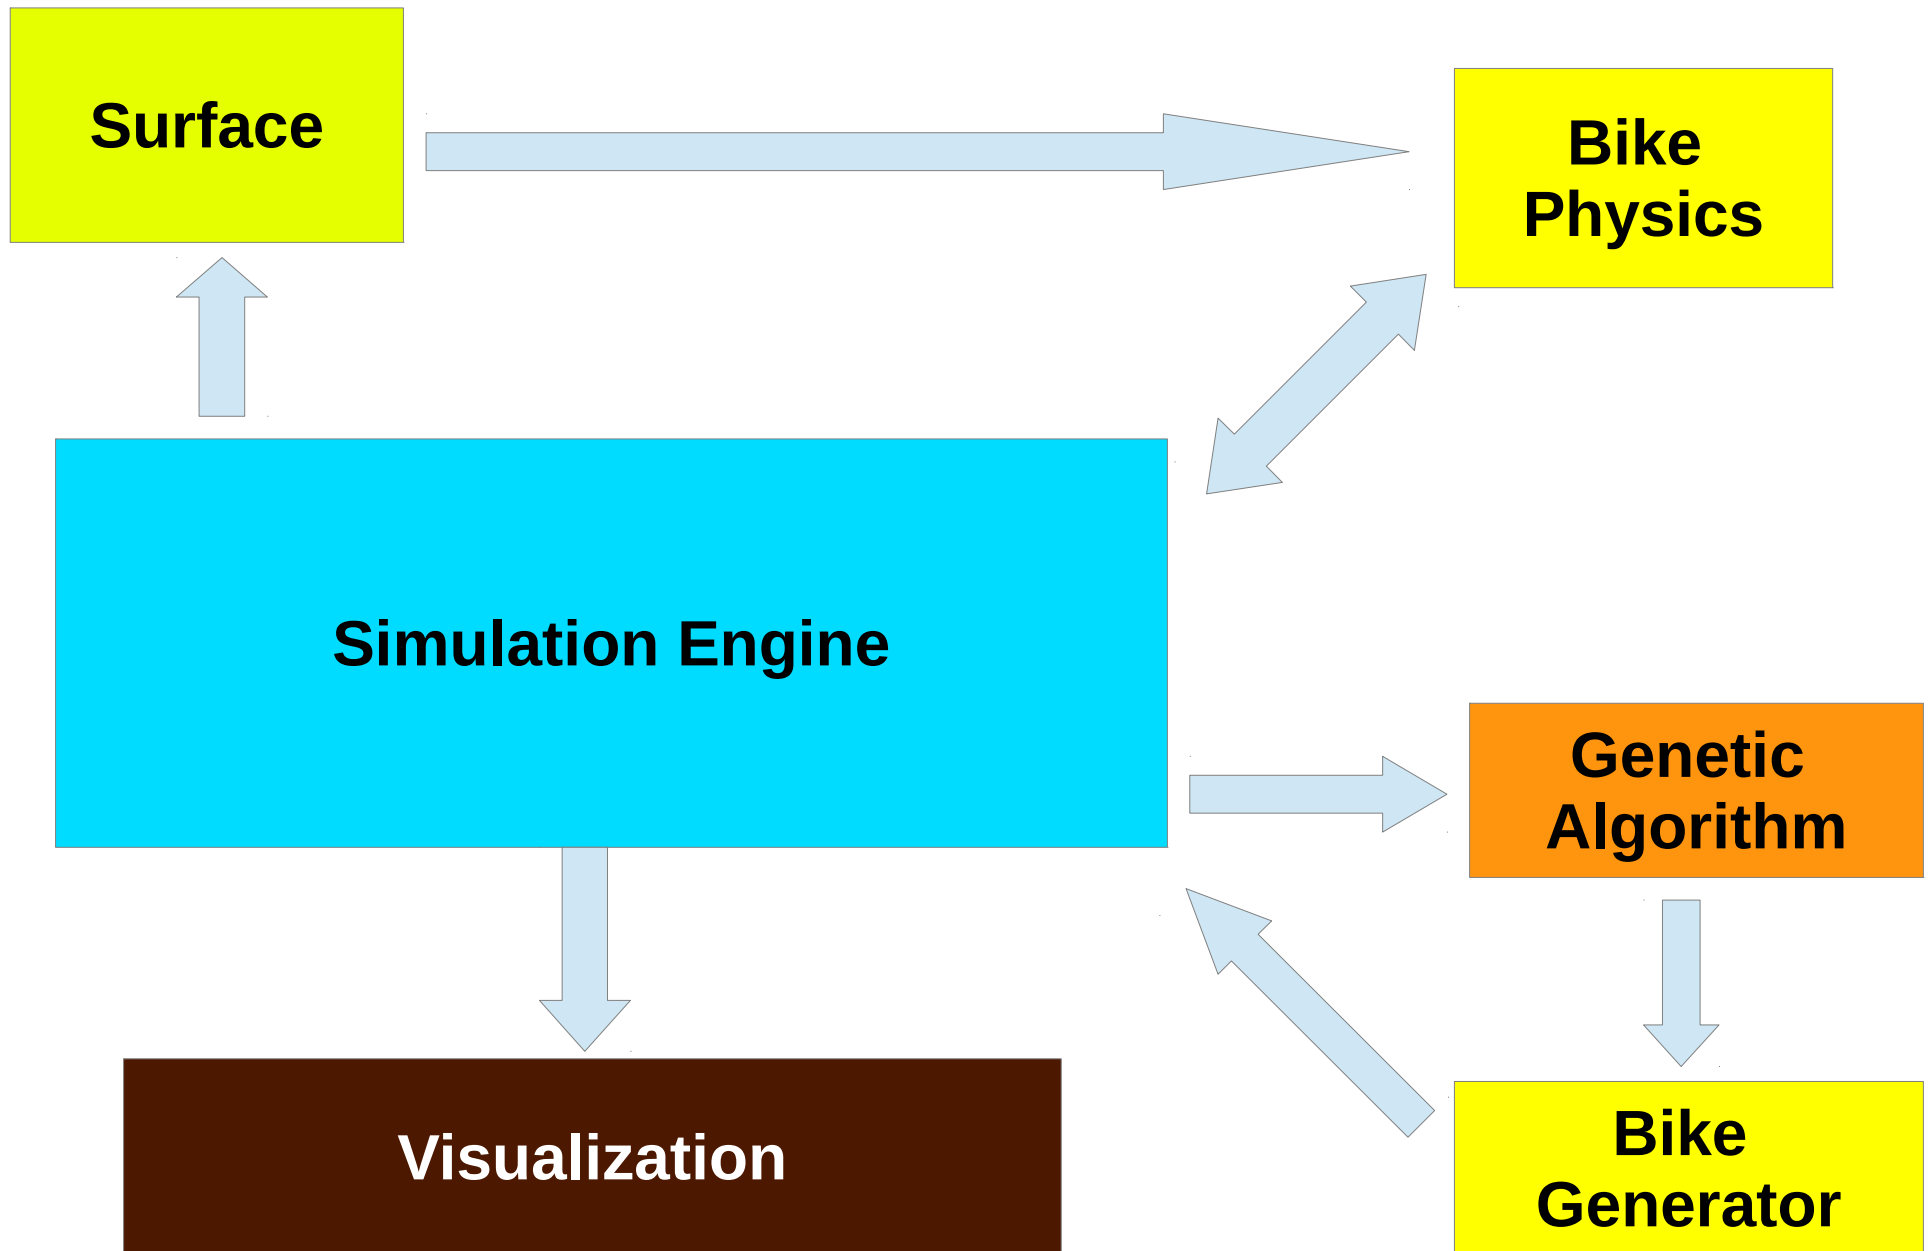 Surface
Bike
Physics
Simulation Engine
Genetic
Algorithm
Visualization
Bike
Generator